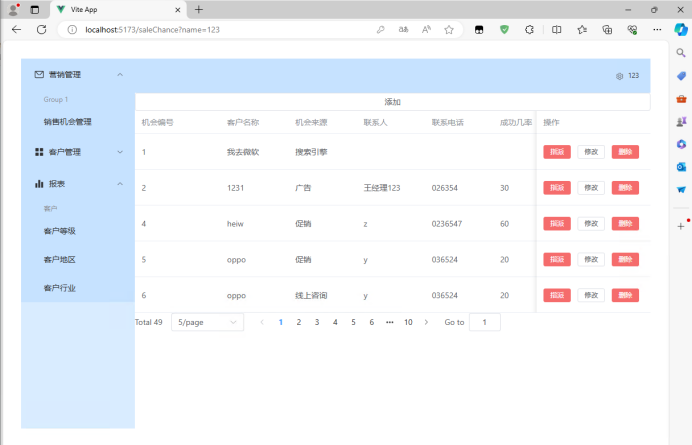 Vite App
localhost:5173/saleChance?name=123
营销管理
123
Group 1
销售机会管理
客户管理
报表
客户
客户等级
客户地区
客户行业
添加
机会编号 客户名称 机会来源 联系人 联系电话 成功几率 操作
1 我去微软 搜索引擎 指派 修改 删除
2 1231 广告 王经理123 026354 30 指派 修改 删除
4 heiw 促销 z 0236547 60 指派 修改 删除
5 oppo 促销 y 036524 20 指派 修改 删除
6 oppo 线上咨询 y 036524 20 指派 修改 删除
Total 49 5/page 1 2 3 4 5 6 ••• 10 Go to 1